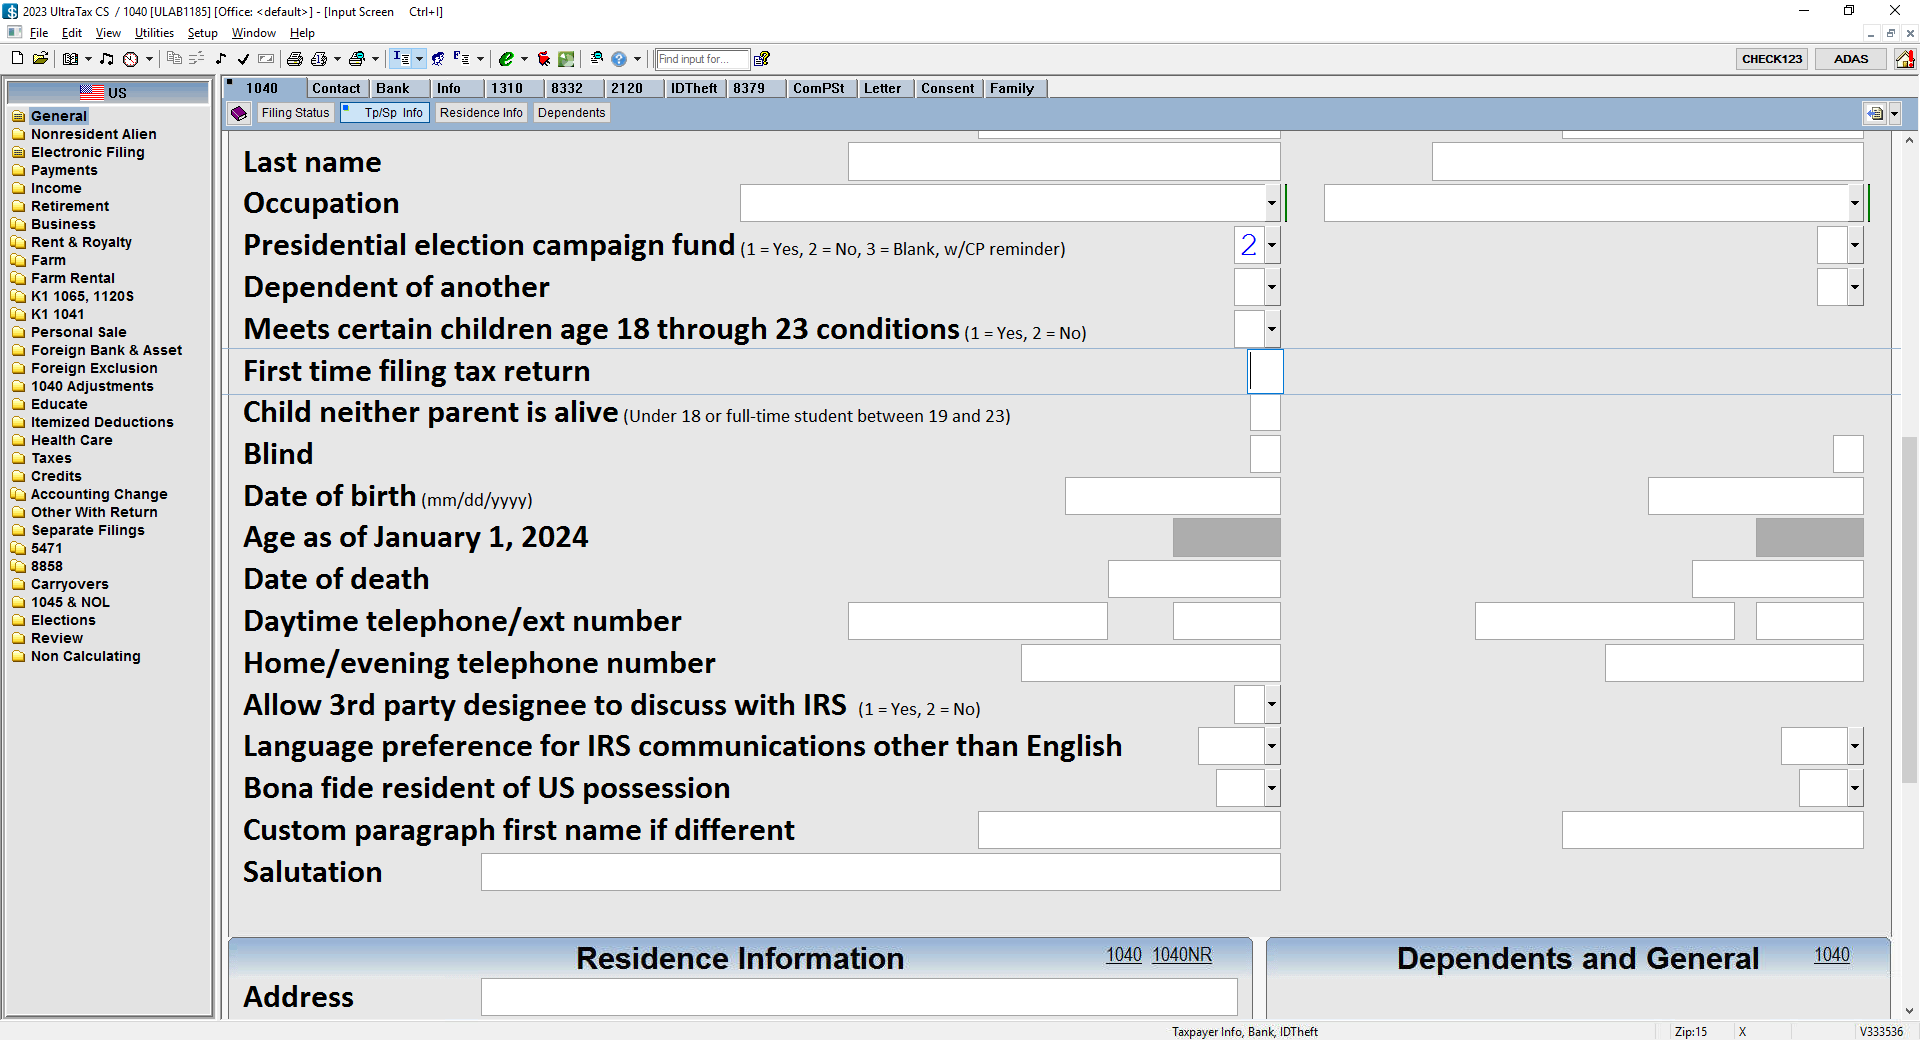 2023 UltraTax CS / 1040 [ULAB1185] [Office: <default>] - [Input Screen Ctrl+I]
File Edit View Utilities Setup Window Help
Find input for...
CHECK123 ADAS
US
General
Nonresident Alien
Electronic Filing
Payments
Income
Retirement
Business
Rent & Royalty
Farm
Farm Rental
K1 1065, 1120S
K1 1041
Personal Sale
Foreign Bank & Asset
Foreign Exclusion
1040 Adjustments
Educate
Itemized Deductions
Health Care
Taxes
Credits
Accounting Change
Other With Return
Separate Filings
5471
8858
Carryovers
1045 & NOL
Elections
Review
Non Calculating
1040 Contact Bank Info 1310 8332 2120 IDTheft 8379 ComPSt Letter Consent Family
Filing Status Tp/Sp Info Residence Info Dependents
Last name
Occupation
Presidential election campaign fund (1 = Yes, 2 = No, 3 = Blank, w/CP reminder) 2
Dependent of another
Meets certain children age 18 through 23 conditions (1 = Yes, 2 = No)
First time filing tax return
Child neither parent is alive (Under 18 or full-time student between 19 and 23)
Blind
Date of birth (mm/dd/yyyy)
Age as of January 1, 2024
Date of death
Daytime telephone/ext number
Home/evening telephone number
Allow 3rd party designee to discuss with IRS (1 = Yes, 2 = No)
Language preference for IRS communications other than English
Bona fide resident of US possession
Custom paragraph first name if different
Salutation
Residence Information 1040 1040NR
Address
Dependents and General 1040
Taxpayer Info, Bank, IDTheft Zip:15 X V333536